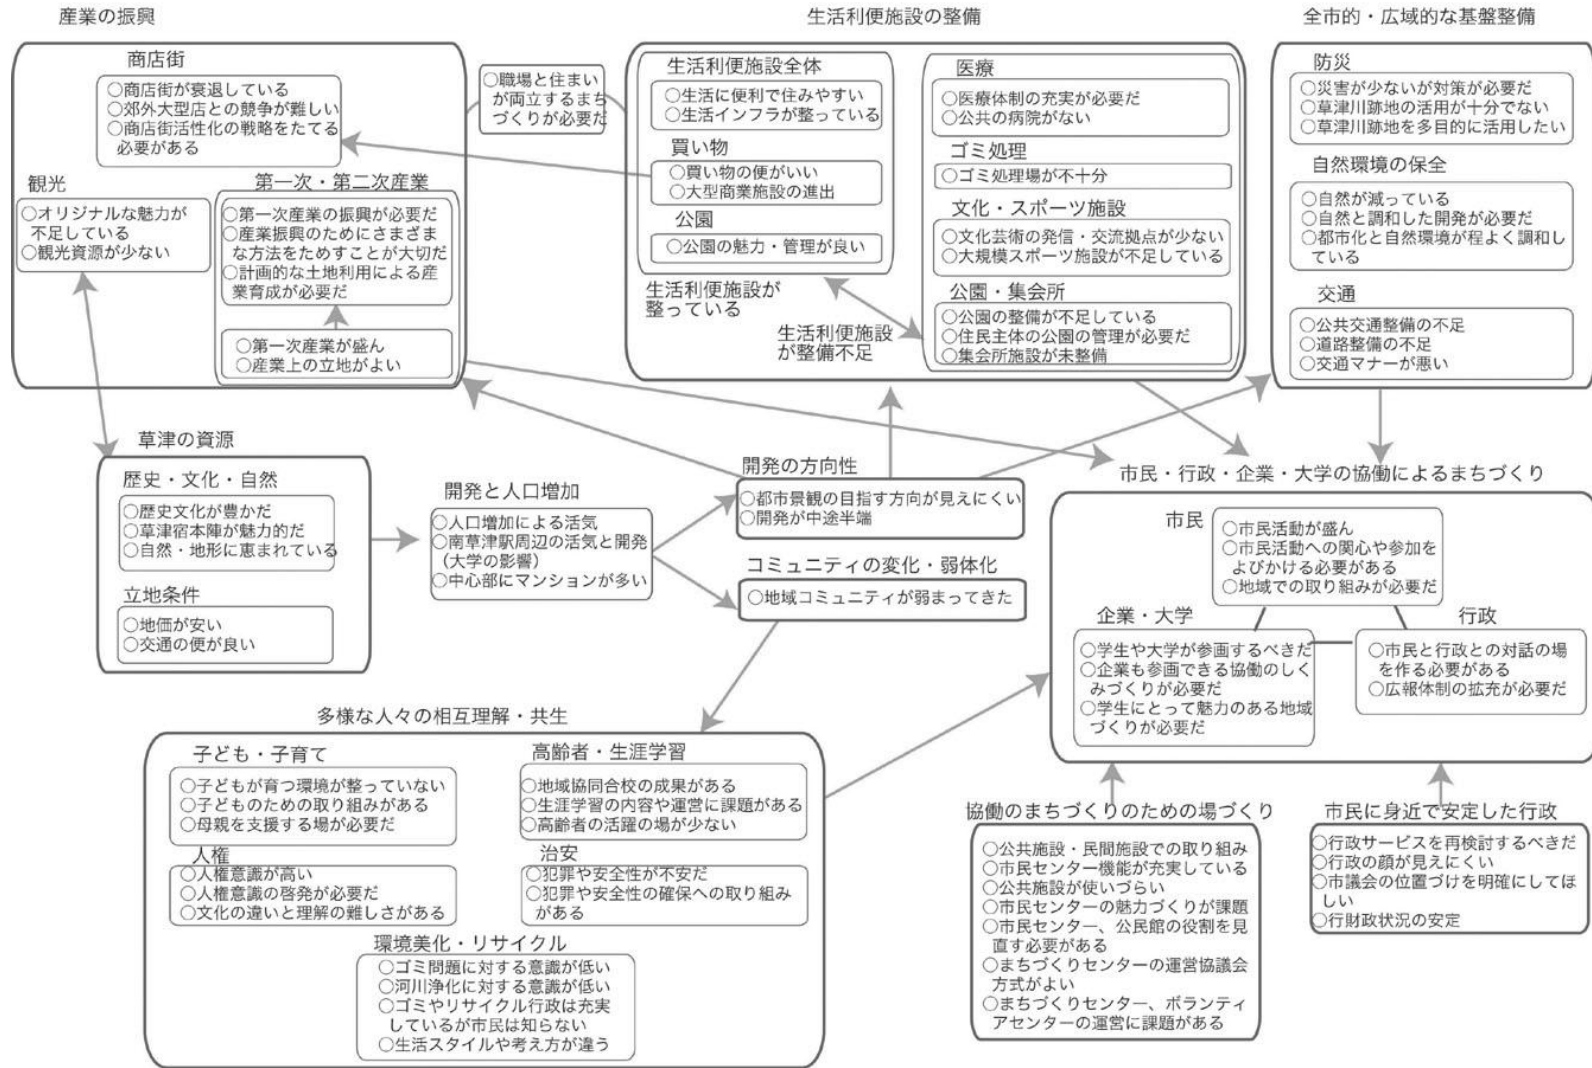 産業の振興
商店街
○商店街が衰退している
○郊外大型店との競争が難しい
○商店街活性化の戦略をたてる
必要がある
観光
○オリジナルな魅力が
不足している
○観光資源が少ない
第一次・第二次産業
○第一次産業の振興が必要だ
○産業振興のためにさまざま
な方法をためすことが大切だ
○計画的な土地利用による産
業育成が必要だ
○第一次産業が盛ん
○産業上の立地がよい
○職場と住まい
が両立するまち
づくりが必要だ
生活利便施設の整備
生活利便施設全体
○生活に便利で住みやすい
○生活インフラが整っている
買い物
○買い物の便がいい
○大型商業施設の進出
公園
○公園の魅力・管理が良い
生活利便施設が
整っている
医療
○医療体制の充実が必要だ
○公共の病院がない
ゴミ処理
○ゴミ処理場が不十分
文化・スポーツ施設
○文化芸術の発信・交流拠点が少ない
○大規模スポーツ施設が不足している
公園・集会所
○公園の整備が不足している
○住民主体の公園の管理が必要だ
○集会所施設が未整備
生活利便施設
が整備不足
全市的・広域的な基盤整備
防災
○災害が少ないが対策が必要だ
○草津川跡地の活用が十分でない
○草津川跡地を多目的に活用したい
自然環境の保全
○自然が減っている
○自然と調和した開発が必要だ
○都市化と自然環境が程よく調和し
ている
交通
○公共交通整備の不足
○道路整備の不足
○交通マナーが悪い
草津の資源
歴史・文化・自然
○歴史文化が豊かだ
○草津宿本陣が魅力的だ
○自然・地形に恵まれている
立地条件
○地価が安い
○交通の便が良い
開発と人口増加
○人口増加による活気
○南草津駅周辺の活気と開発
（大学の影響）
○中心部にマンションが多い
開発の方向性
○都市景観の目指す方向が見えにくい
○開発が中途半端
コミュニティの変化・弱体化
○地域コミュニティが弱まってきた
市民・行政・企業・大学の協働によるまちづくり
市民
○市民活動が盛ん
○市民活動への関心や参加を
よびかける必要がある
○地域での取り組みが必要だ
企業・大学
○学生や大学が参画するべきだ
○企業も参画できる協働のしく
みづくりが必要だ
○学生にとって魅力のある地域
づくりが必要だ
行政
○市民と行政との対話の場
を作る必要がある
○広報体制の拡充が必要だ
多様な人々の相互理解・共生
子ども・子育て
○子どもが育つ環境が整っていない
○子どものための取り組みがある
○母親を支援する場が必要だ
高齢者・生涯学習
○地域協同合校の成果がある
○生涯学習の内容や運営に課題がある
○高齢者の活躍の場が少ない
人権
○人権意識が高い
○人権意識の啓発が必要だ
○文化の違いと理解の難しさがある
治安
○犯罪や安全性が不安だ
○犯罪や安全性の確保への取り組み
がある
環境美化・リサイクル
○ゴミ問題に対する意識が低い
○河川浄化に対する意識が低い
○ゴミやリサイクル行政は充実
しているが市民は知らない
○生活スタイルや考え方が違う
協働のまちづくりのための場づくり
○公共施設・民間施設での取り組み
○市民センター機能が充実している
○公共施設が使いづらい
○市民センターの魅力づくりが課題
○市民センター、公民館の役割を見
直す必要がある
○まちづくりセンターの運営協議会
方式がよい
○まちづくりセンター、ボランティ
アセンターの運営に課題がある
市民に身近で安定した行政
○行政サービスを再検討するべきだ
○行政の顔が見えにくい
○市議会の位置づけを明確にしてほ
しい
○行財政状況の安定